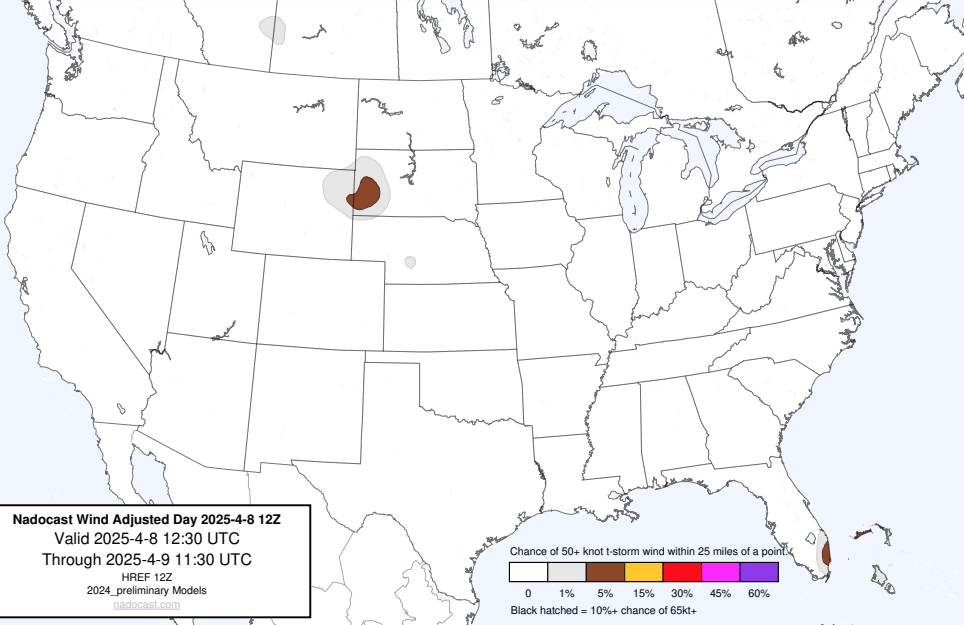 Nadocast Wind Adjusted Day 2025-4-8 12Z
Valid 2025-4-8 12:30 UTC
Through 2025-4-9 11:30 UTC
HREF 12Z
2024_preliminary Models
nadocast.com
Chance of 50+ knot t-storm wind within 25 miles of a point.
0 1% 5% 15% 30% 45% 60%
Black hatched = 10%+ chance of 65kt+